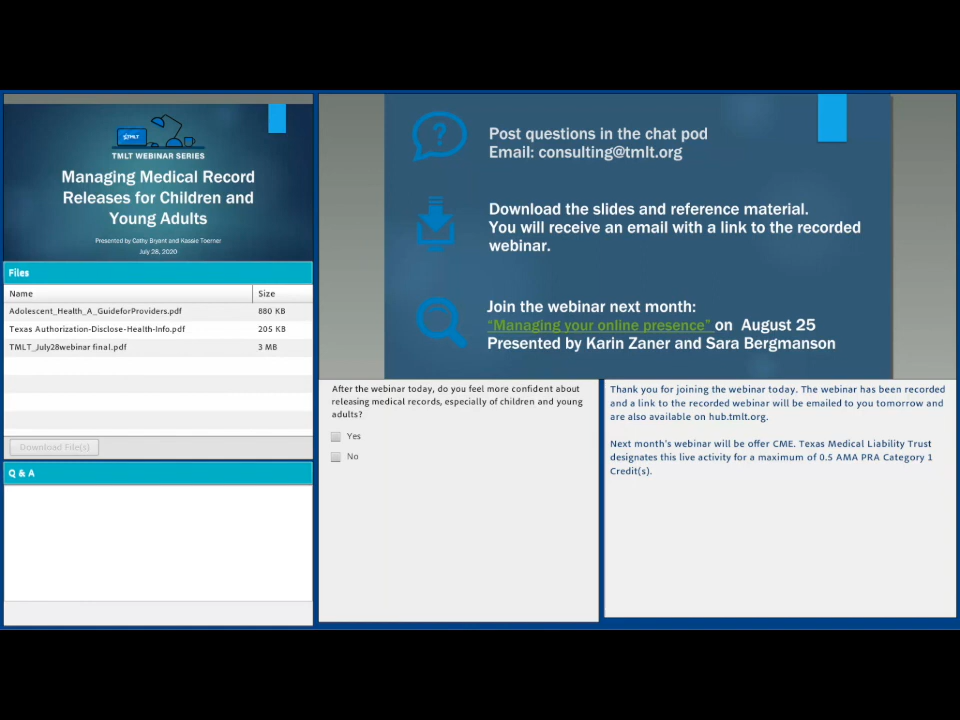 TMLT
TMLT WEBINAR SERIES
Managing Medical Record
Releases for Children and
Young Adults
Presented by Cathy Bryant and Kassie Toerner
July 28, 2020
Files
Name Size
Adolescent_Health_A_GuideforProviders.pdf 880 KB
Texas Authorization-Disclose-Health-Info.pdf 205 KB
TMLT_July28webinar final.pdf 3 MB
Download File(s)
Q & A
?
Post questions in the chat pod
Email: consulting@tmlt.org
Download the slides and reference material.
You will receive an email with a link to the recorded
webinar.
Join the webinar next month:
“Managing your online presence” on August 25
Presented by Karin Zaner and Sara Bergmanson
After the webinar today, do you feel more confident about
releasing medical records, especially of children and young
adults?
Yes
No
Thank you for joining the webinar today. The webinar has been recorded
and a link to the recorded webinar will be emailed to you tomorrow and
are also available on hub.tmlt.org.
Next month's webinar will be offer CME. Texas Medical Liability Trust
designates this live activity for a maximum of 0.5 AMA PRA Category 1
Credit(s).